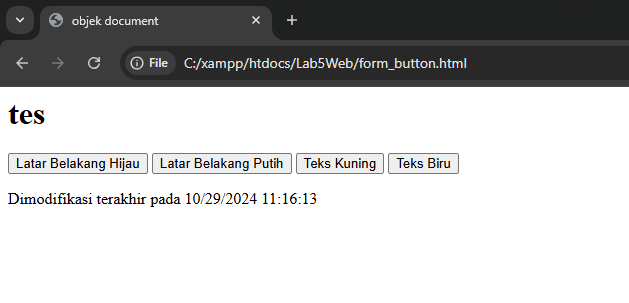 objek document
File C:/xampp/htdocs/Lab5Web/form_button.html
tes
Latar Belakang Hijau Latar Belakang Putih Teks Kuning Teks Biru
Dimodifikasi terakhir pada 10/29/2024 11:16:13